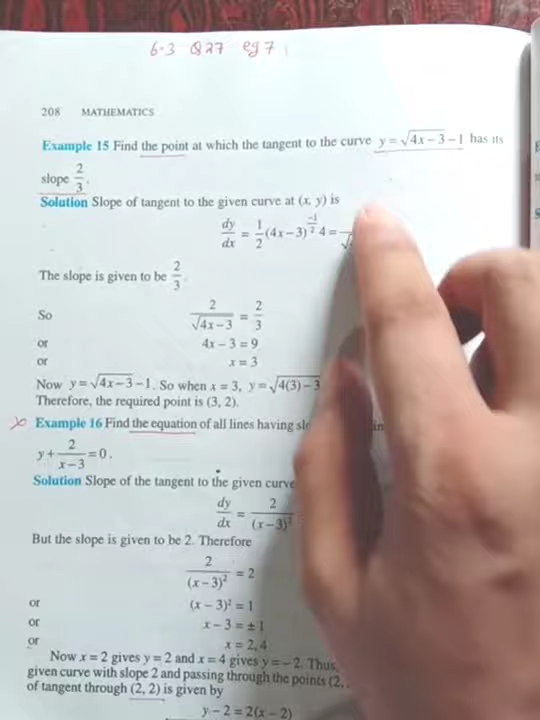 6.3 Q27 eg 7
208 MATHEMATICS
Example 15 Find the point at which the tangent to the curve y = √(4x – 3) – 1 has its
slope 2/3.
Solution Slope of tangent to the given curve at (x, y) is
dy/dx = 1/2 (4x – 3)^(-1/2) 4 =
The slope is given to be 2/3.
So 2/√(4x – 3) = 2/3
or 4x – 3 = 9
or x = 3
Now y = √(4x – 3) – 1. So when x = 3, y = √(4(3) – 3
Therefore, the required point is (3, 2).
Example 16 Find the equation of all lines having
y + 2/(x – 3) = 0.
Solution Slope of the tangent to the given curve
dy/dx = 2/(x – 3)²
But the slope is given to be 2. Therefore
2/(x – 3)² = 2
or (x – 3)² = 1
or x – 3 = ± 1
or x = 2, 4
Now x = 2 gives y = 2 and x = 4 gives y = – 2. Thus,
given curve with slope 2 and passing through the points (2,
of tangent through (2, 2) is given by
y – 2 = 2(x – 2)